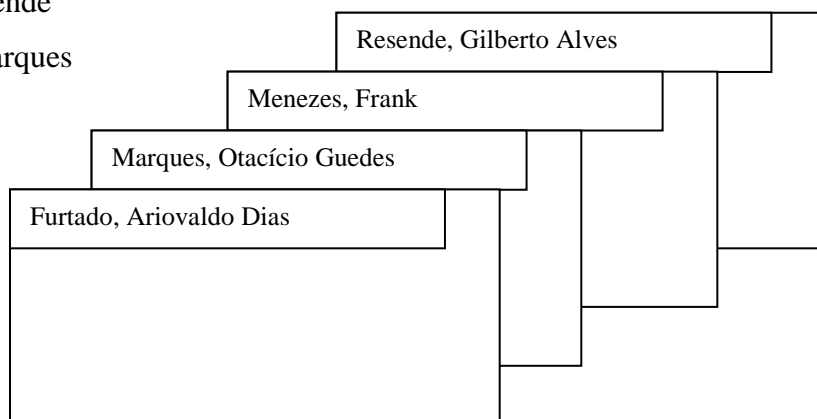 Resende, Gilberto Alves
Menezes, Frank
Marques, Otacício Guedes
Furtado, Ariovaldo Dias